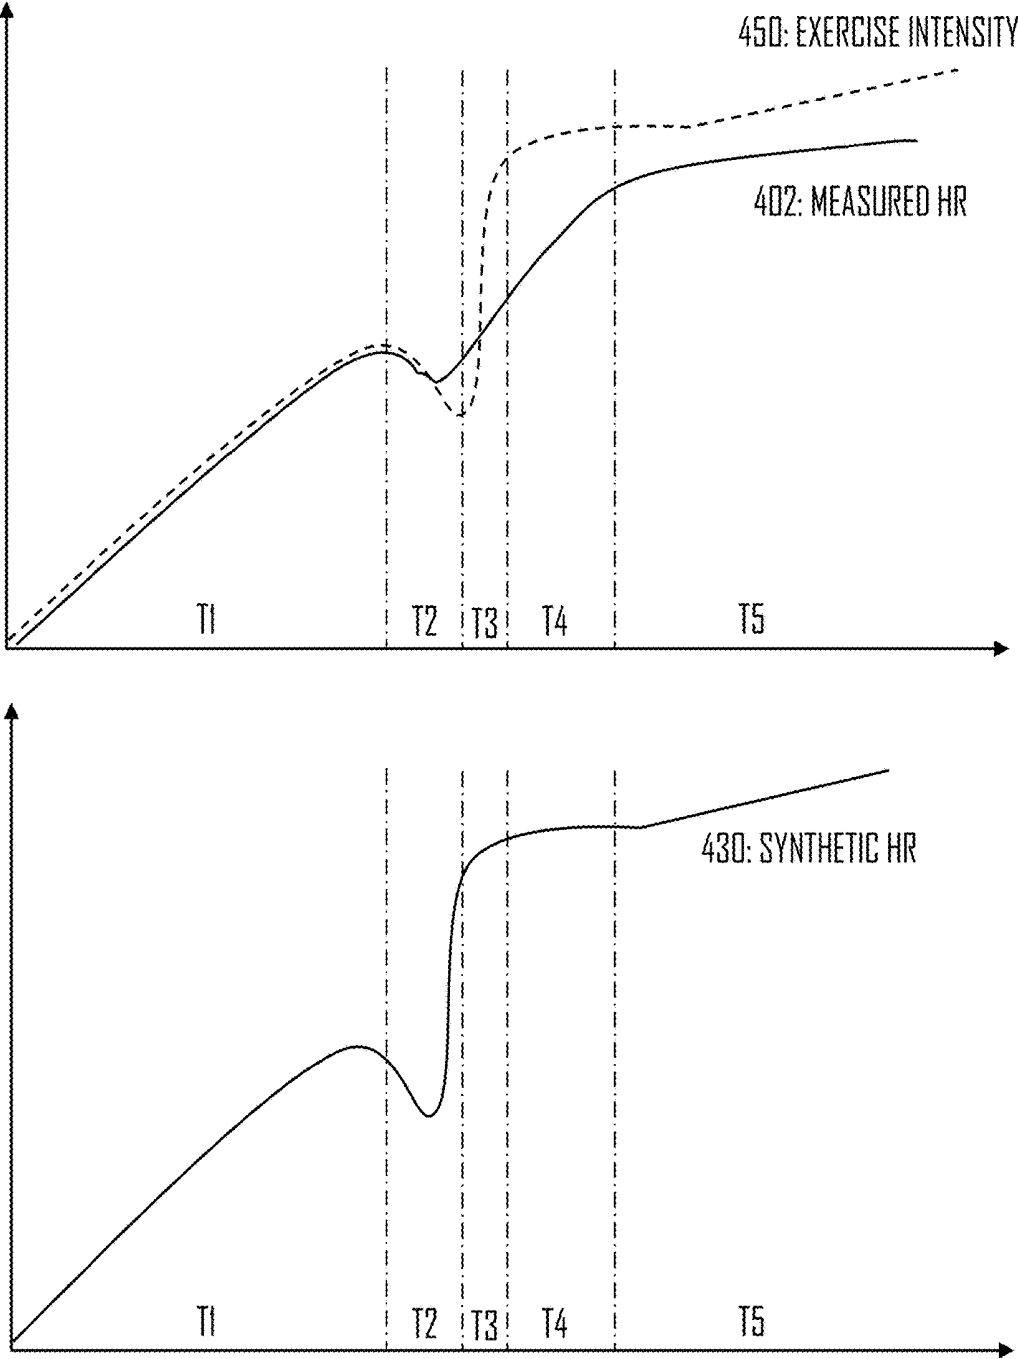 450: EXERCISE INTENSITY
402: MEASURED HR
T1 T2 T3 T4 T5
430: SYNTHETIC HR
T1 T2 T3 T4 T5